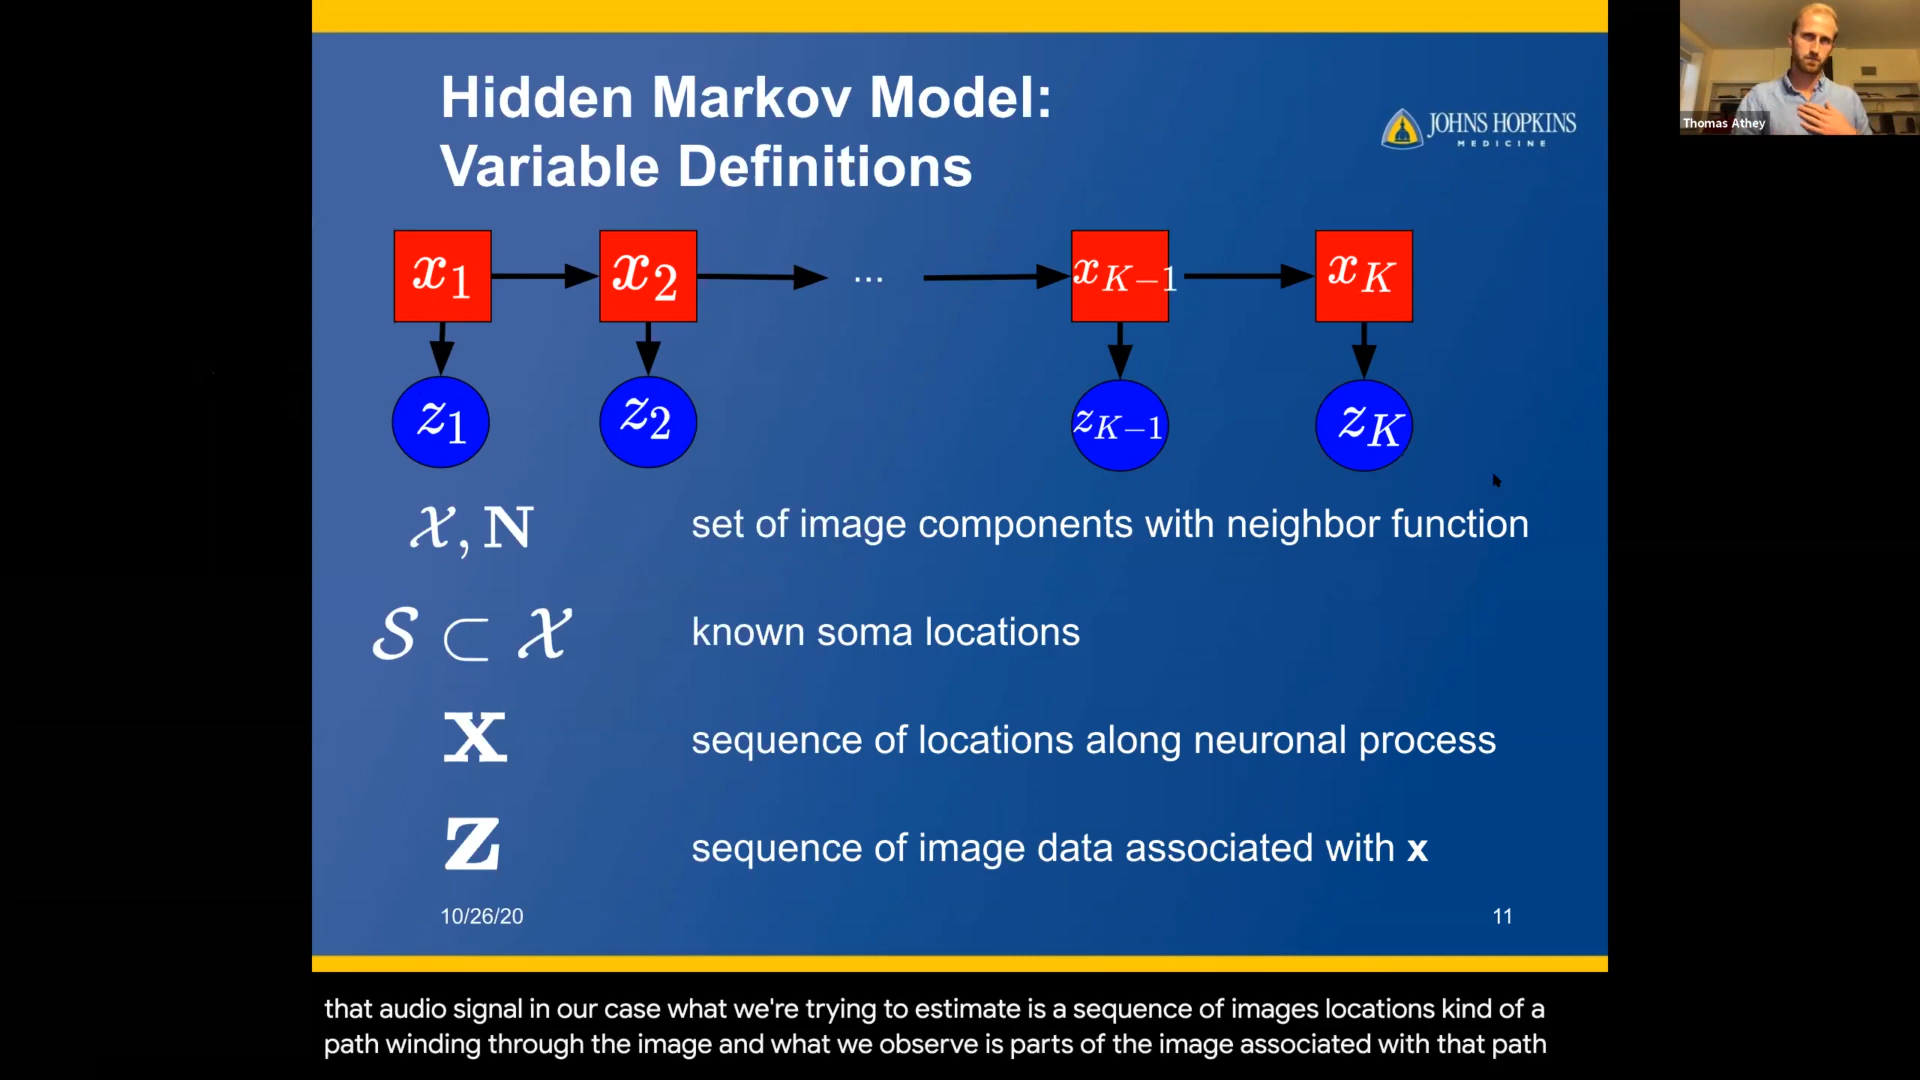 Hidden Markov Model:
Variable Definitions
JOHNS HOPKINS
MEDICINE
Thomas Athey
x₁ x₂ ... x_{K−1} x_K
z₁ z₂ z_{K−1} z_K
𝒳, N set of image components with neighbor function
𝒮 ⊂ 𝒳 known soma locations
x sequence of locations along neuronal process
z sequence of image data associated with x
10/26/20 11
that audio signal in our case what we're trying to estimate is a sequence of images locations kind of a
path winding through the image and what we observe is parts of the image associated with that path